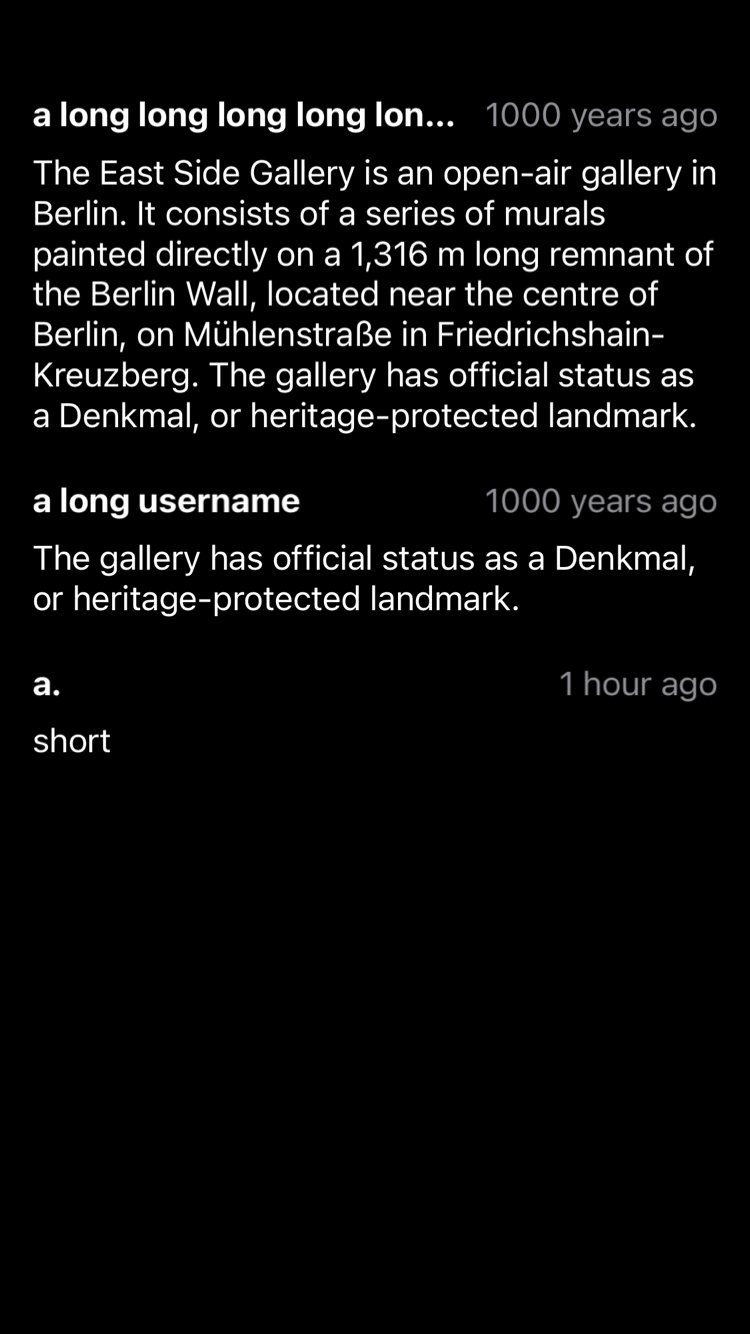 a long long long long lon... 1000 years ago
The East Side Gallery is an open-air gallery in
Berlin. It consists of a series of murals
painted directly on a 1,316 m long remnant of
the Berlin Wall, located near the centre of
Berlin, on Mühlenstraße in Friedrichshain-
Kreuzberg. The gallery has official status as
a Denkmal, or heritage-protected landmark.
a long username 1000 years ago
The gallery has official status as a Denkmal,
or heritage-protected landmark.
a. 1 hour ago
short